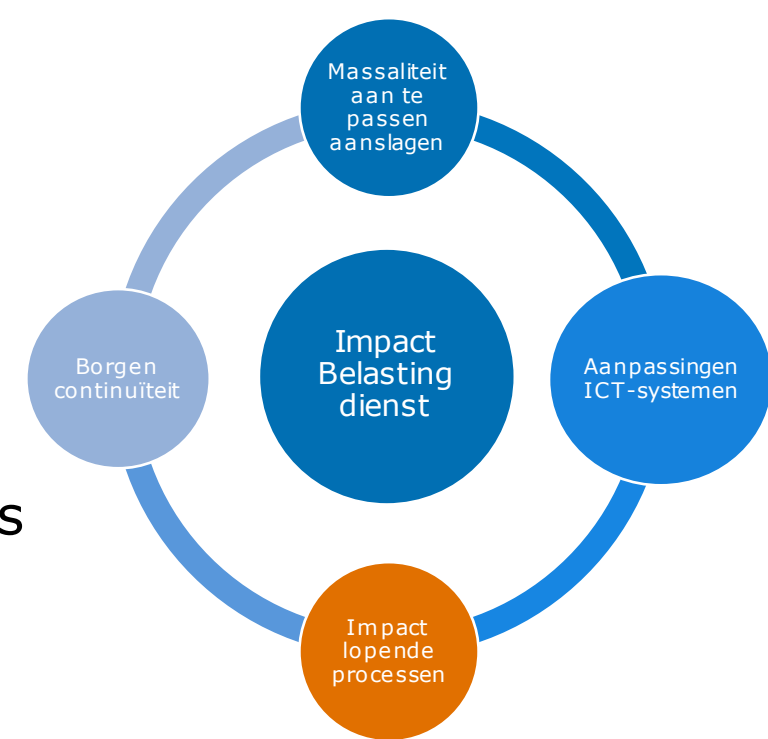 Massaliteit
aan te
passen
aanslagen
Impact
Belasting
dienst
Borgen
continuïteit
Aanpassingen
ICT-systemen
s
Impact
lopende
processen